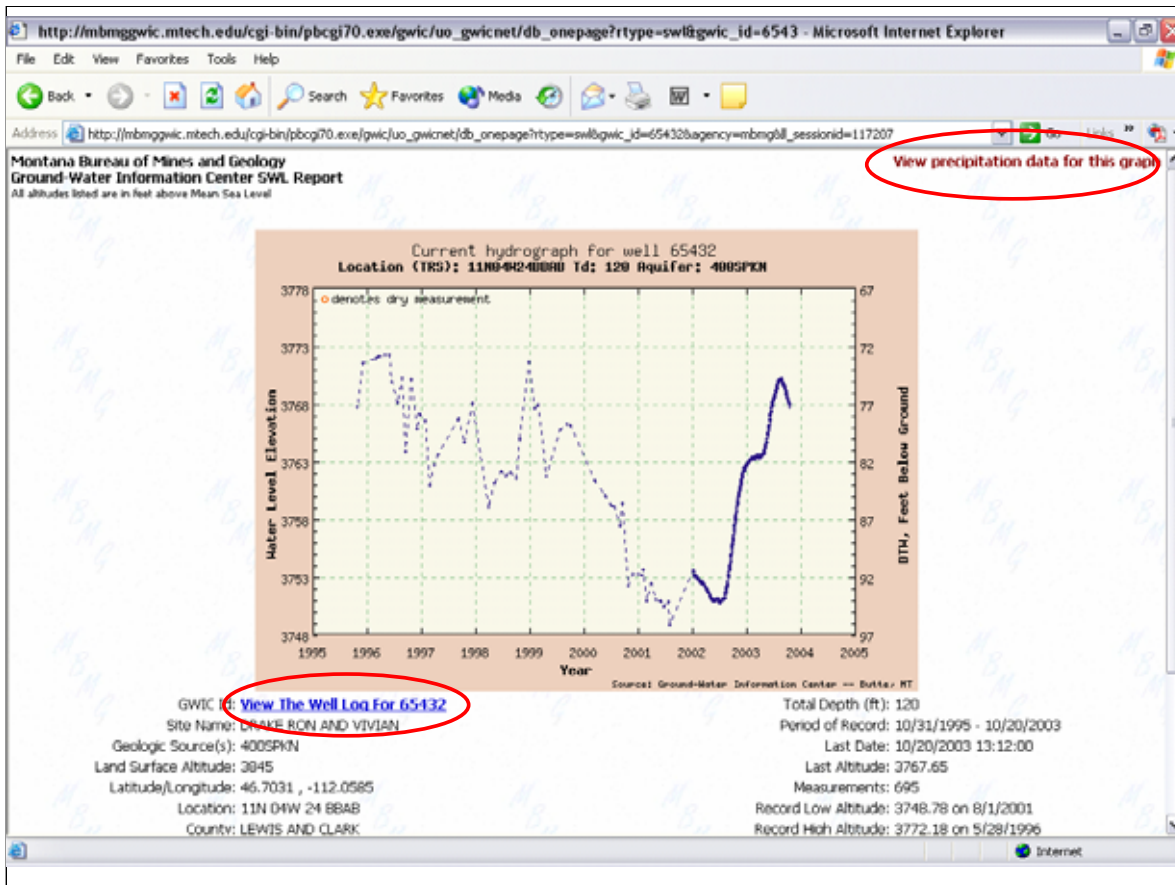 http://mbmggwic.mtech.edu/cgi-bin/pbcgi70.exe/gwic/uo_gwicnet/db_onepage?rtype=swl&gwic_id=6543 - Microsoft Internet Explorer
File Edit View Favorites Tools Help
Back Search Favorites Media
Address http://mbmggwic.mtech.edu/cgi-bin/pbcgi70.exe/gwic/uo_gwicnet/db_onepage?rtype=swl&gwic_id=65432&agency=mbmg&l_sessionid=117207 Go Links »
Montana Bureau of Mines and Geology View precipitation data for this graph
Ground-Water Information Center SWL Report
All altitudes listed are in feet above Mean Sea Level
Current hydrograph for well 65432
Location (TRS): 11N04W24BBAB Td: 120 Aquifer: 400SPKN
denotes dry measurement
3778 67
3773 72
3768 77
3763 82
3758 87
3753 92
3748 97
Water Level Elevation
DTW, Feet Below Ground
1995 1996 1997 1998 1999 2000 2001 2002 2003 2004 2005
Year
Source: Ground-Water Information Center -- Butte, MT
GWIC Id: View The Well Log For 65432 Total Depth (ft): 120
Site Name: DRAKE RON AND VIVIAN Period of Record: 10/31/1995 - 10/20/2003
Geologic Source(s): 400SPKN Last Date: 10/20/2003 13:12:00
Land Surface Altitude: 3845 Last Altitude: 3767.65
Latitude/Longitude: 46.7031 , -112.0585 Measurements: 695
Location: 11N 04W 24 BBAB Record Low Altitude: 3748.78 on 8/1/2001
County: LEWIS AND CLARK Record High Altitude: 3772.18 on 5/28/1996
Internet